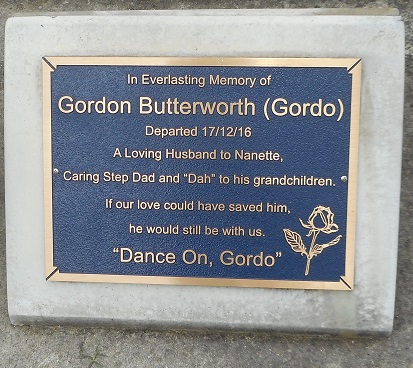 In Everlasting Memory of
Gordon Butterworth (Gordo)
Departed 17/12/16
A Loving Husband to Nanette,
Caring Step Dad and “Dah” to his grandchildren.
If our love could have saved him,
he would still be with us.
“Dance On, Gordo”